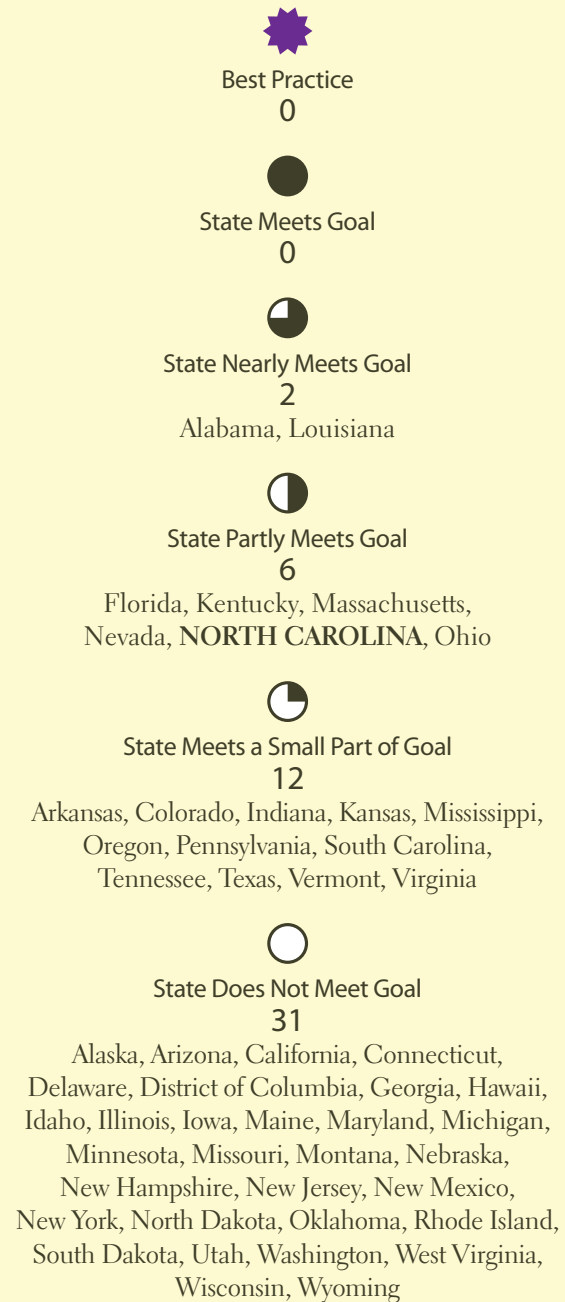 Best Practice
0
State Meets Goal
0
State Nearly Meets Goal
2
Alabama, Louisiana
State Partly Meets Goal
6
Florida, Kentucky, Massachusetts,
Nevada, NORTH CAROLINA, Ohio
State Meets a Small Part of Goal
12
Arkansas, Colorado, Indiana, Kansas, Mississippi,
Oregon, Pennsylvania, South Carolina,
Tennessee, Texas, Vermont, Virginia
State Does Not Meet Goal
31
Alaska, Arizona, California, Connecticut,
Delaware, District of Columbia, Georgia, Hawaii,
Idaho, Illinois, Iowa, Maine, Maryland, Michigan,
Minnesota, Missouri, Montana, Nebraska,
New Hampshire, New Jersey, New Mexico,
New York, North Dakota, Oklahoma, Rhode Island,
South Dakota, Utah, Washington, West Virginia,
Wisconsin, Wyoming